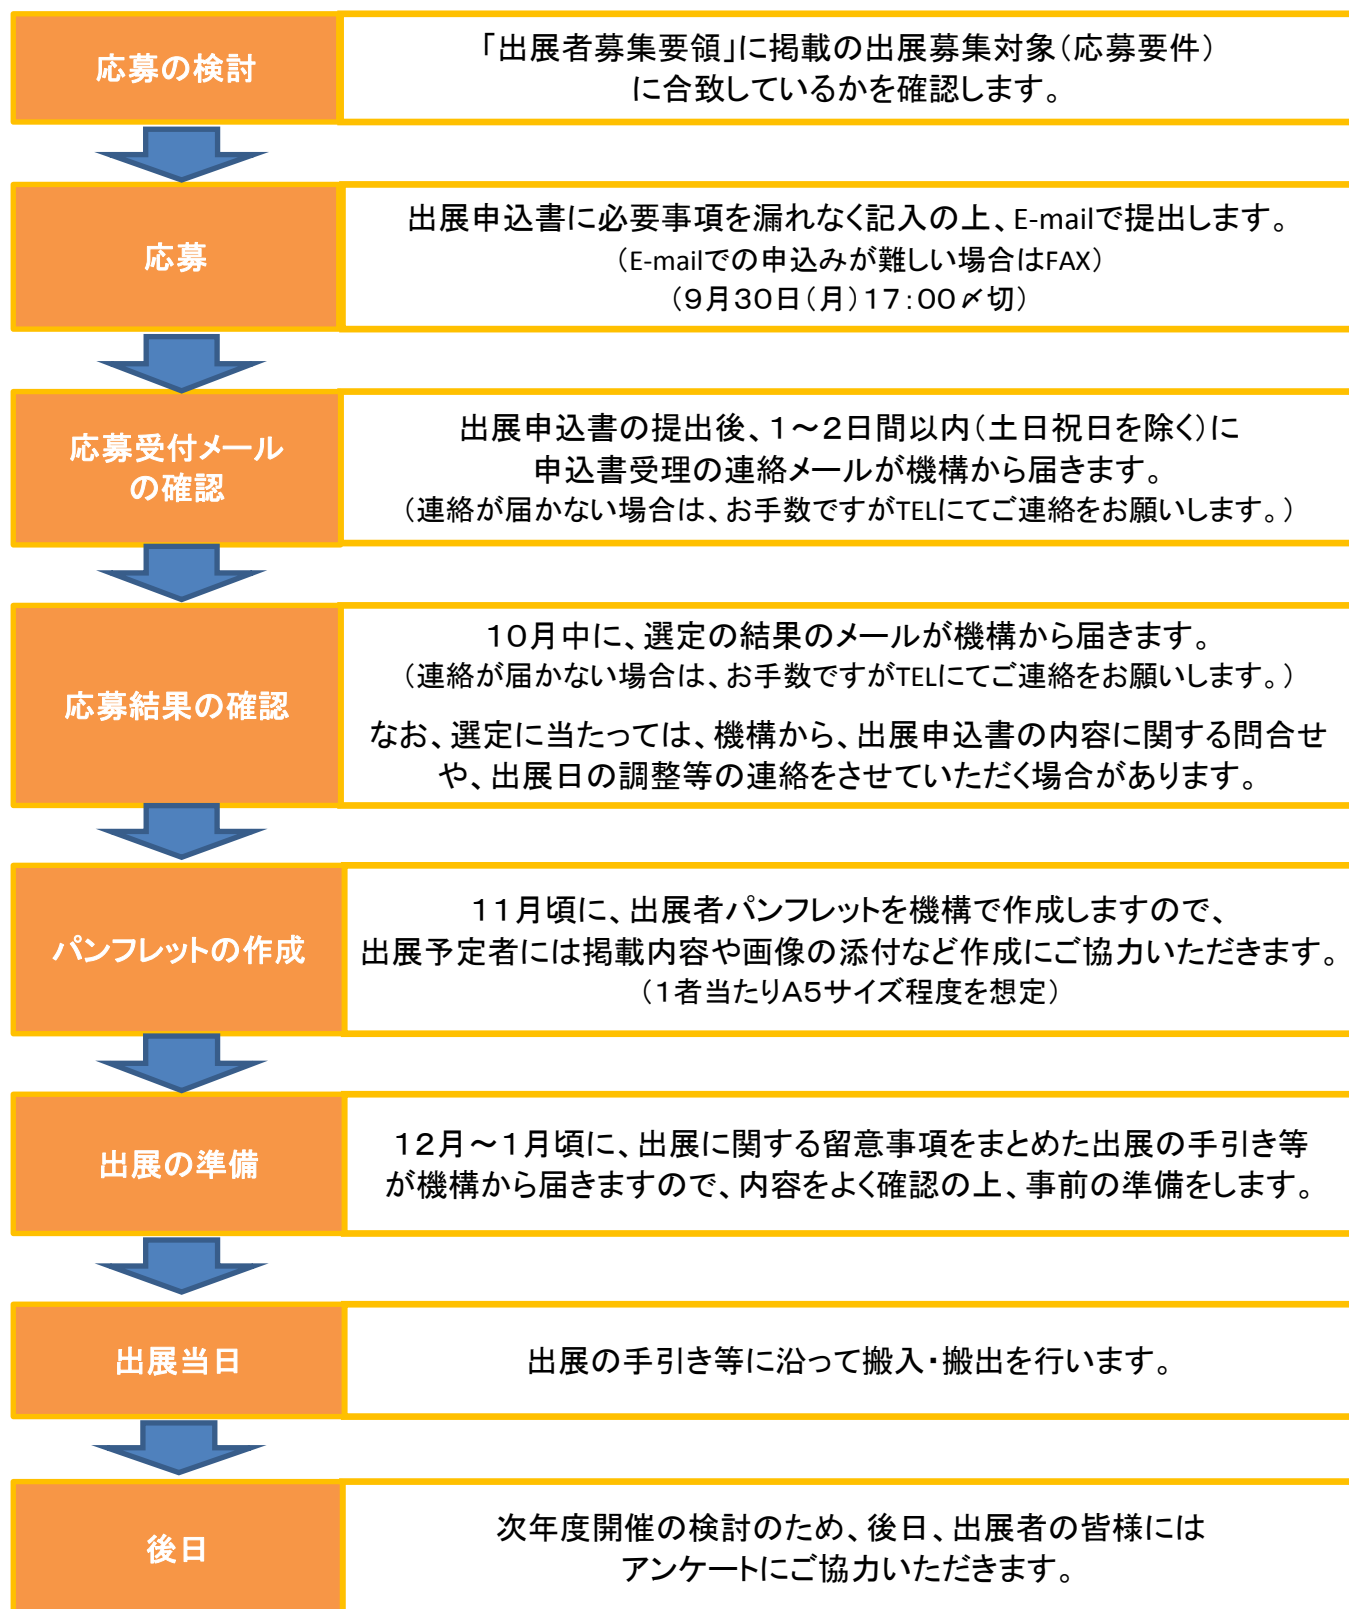 応募の検討
「出展者募集要領」に掲載の出展募集対象（応募要件）
に合致しているかを確認します。
応募
出展申込書に必要事項を漏れなく記入の上、E-mailで提出します。
（E-mailでの申込みが難しい場合はFAX）
（９月３０日（月）１７：００〆切）
応募受付メール
の確認
出展申込書の提出後、１～２日間以内（土日祝日を除く）に
申込書受理の連絡メールが機構から届きます。
（連絡が届かない場合は、お手数ですがTELにてご連絡をお願いします。）
応募結果の確認
１０月中に、選定の結果のメールが機構から届きます。
（連絡が届かない場合は、お手数ですがTELにてご連絡をお願いします。）
なお、選定に当たっては、機構から、出展申込書の内容に関する問合せ
や、出展日の調整等の連絡をさせていただく場合があります。
パンフレットの作成
１１月頃に、出展者パンフレットを機構で作成しますので、
出展予定者には掲載内容や画像の添付など作成にご協力いただきます。
（１者当たりＡ５サイズ程度を想定）
出展の準備
１２月～１月頃に、出展に関する留意事項をまとめた出展の手引き等
が機構から届きますので、内容をよく確認の上、事前の準備をします。
出展当日
出展の手引き等に沿って搬入・搬出を行います。
後日
次年度開催の検討のため、後日、出展者の皆様には
アンケートにご協力いただきます。